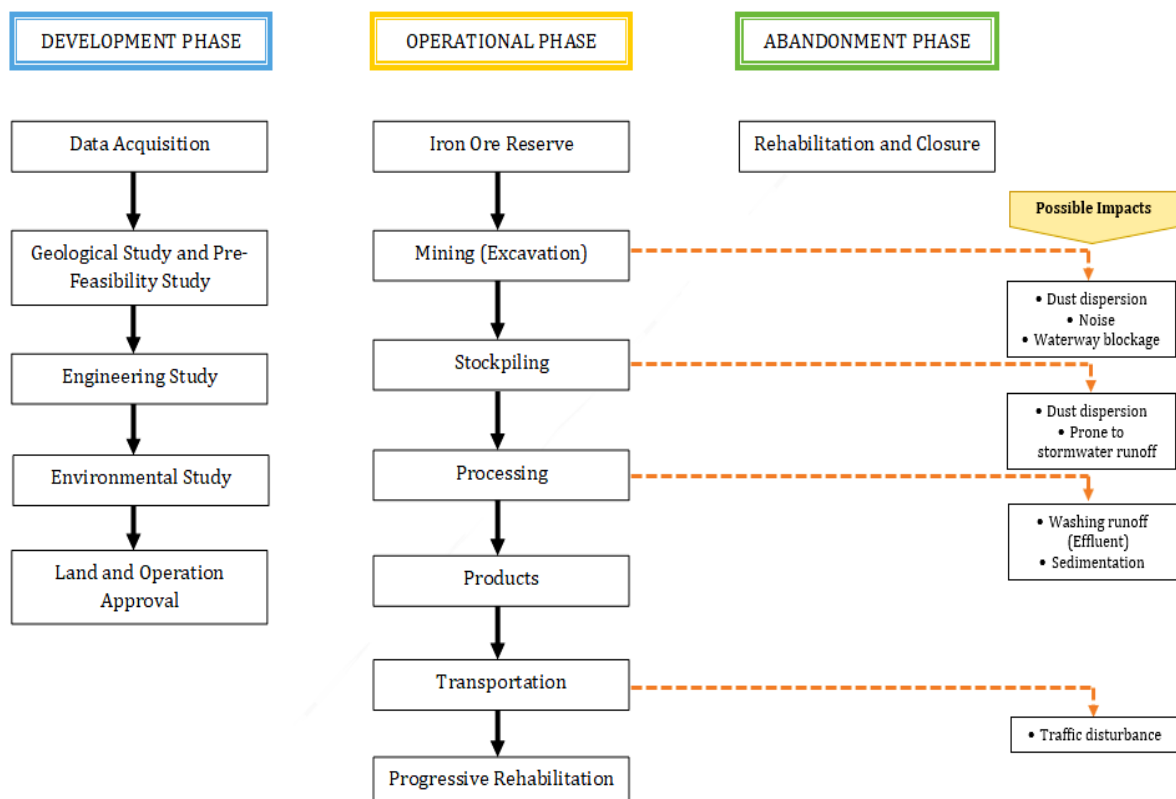 DEVELOPMENT PHASE
OPERATIONAL PHASE
ABANDONMENT PHASE
Data Acquisition
Geological Study and Pre-
Feasibility Study
Engineering Study
Environmental Study
Land and Operation
Approval
Iron Ore Reserve
Mining (Excavation)
Stockpiling
Processing
Products
Transportation
Progressive Rehabilitation
Rehabilitation and Closure
Possible Impacts
• Dust dispersion
• Noise
• Waterway blockage
• Dust dispersion
• Prone to
stormwater runoff
• Washing runoff
(Effluent)
• Sedimentation
• Traffic disturbance